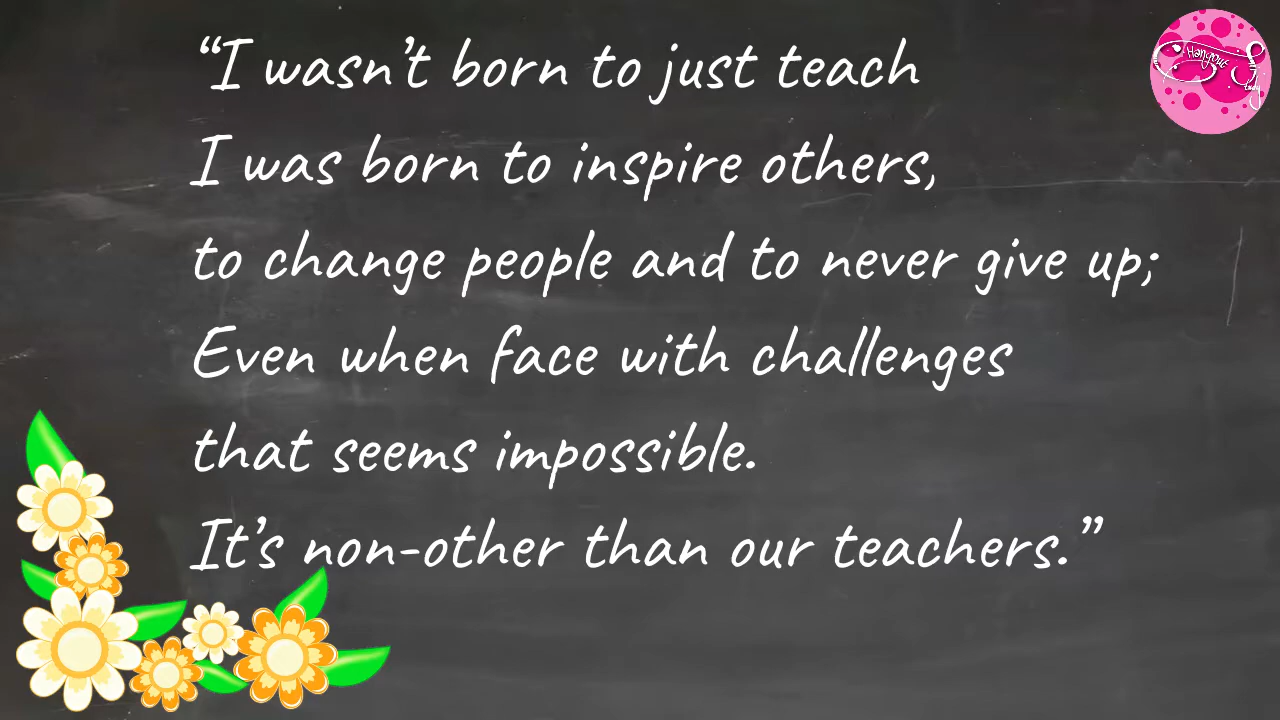 “I wasn’t born to just teach
I was born to inspire others,
to change people and to never give up;
Even when face with challenges
that seems impossible.
It’s non-other than our teachers.”
Hangout